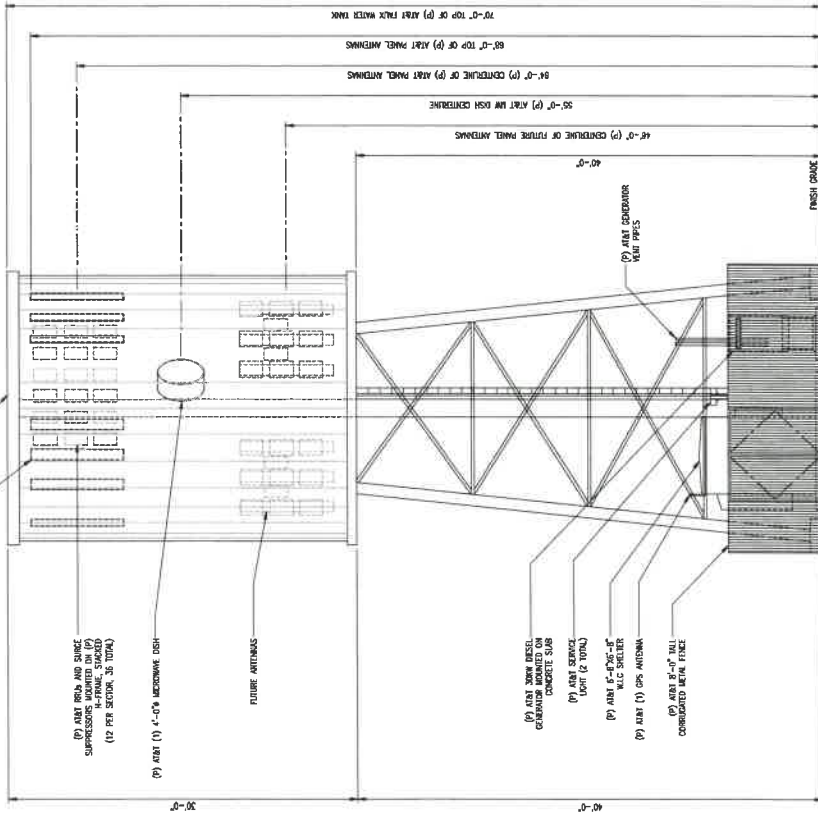 70'-0" TOP OF (P) AT&T FAUX WATER TANK
68'-0" TOP OF (P) AT&T PANEL ANTENNAS
64'-0" (P) CENTERLINE OF (P) AT&T PANEL ANTENNAS
55'-0" (P) AT&T MW DISH CENTERLINE
46'-0" CENTERLINE OF FUTURE PANEL ANTENNAS
40'-0"
FINISH GRADE
(P) AT&T GENERATOR
VENT PIPES
(P) AT&T RRUs AND SURGE
SUPPRESSORS MOUNTED ON (P)
H-FRAME, STACKED
(12 PER SECTOR, 36 TOTAL)
(P) AT&T (1) 4'-0"ø MICROWAVE DISH
FUTURE ANTENNAS
(P) AT&T 30KW DIESEL
GENERATOR MOUNTED ON
CONCRETE SLAB
(P) AT&T SERVICE
LIGHT (2 TOTAL)
(P) AT&T 6'-8"X6'-8"
W.I.C SHELTER
(P) AT&T (1) GPS ANTENNA
(P) AT&T 8'-0" TALL
CORRUGATED METAL FENCE
30'-0"
40'-0"